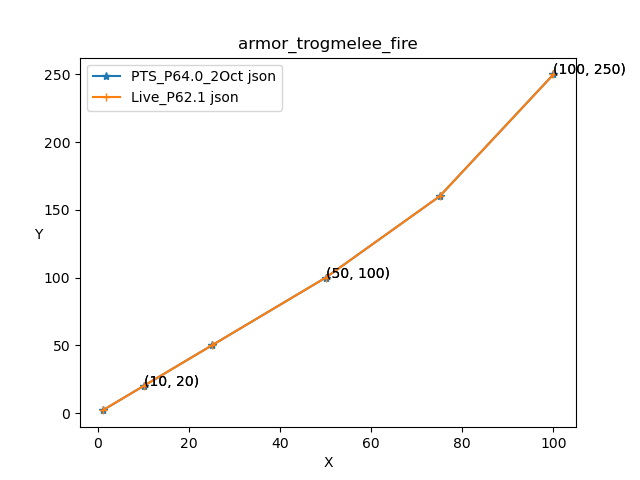 armor_trogmelee_fire
PTS_P64.0_2Oct json
Live_P62.1 json
(100, 250)
(50, 100)
(10, 20)
Y
250
200
150
100
50
0
0 20 40 60 80 100
X